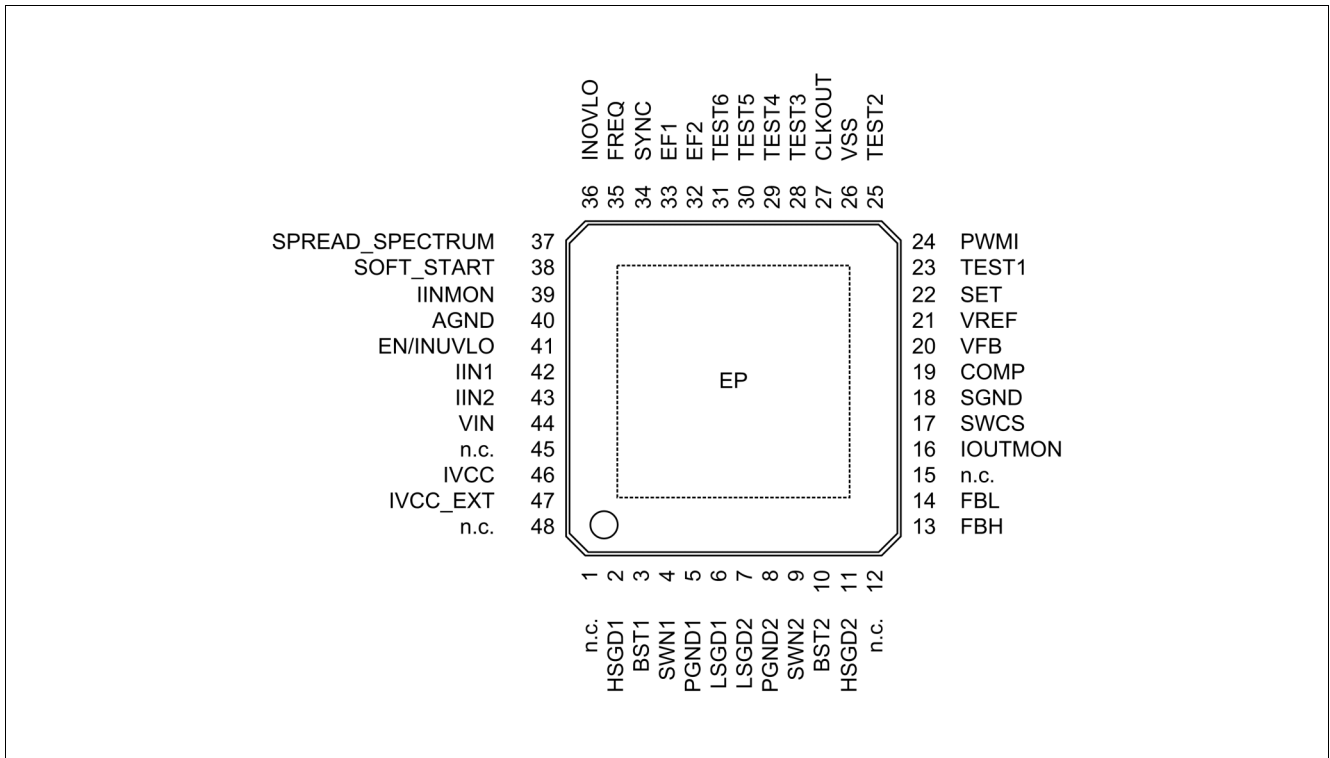 INOVLO
FREQ
SYNC
EF1
EF2
TEST6
TEST5
TEST4
TEST3
CLKOUT
VSS
TEST2
36
35
34
33
32
31
30
29
28
27
26
25
SPREAD_SPECTRUM 37
SOFT_START 38
IINMON 39
AGND 40
EN/INUVLO 41
IIN1 42
IIN2 43
VIN 44
n.c. 45
IVCC 46
IVCC_EXT 47
n.c. 48
EP
24 PWMI
23 TEST1
22 SET
21 VREF
20 VFB
19 COMP
18 SGND
17 SWCS
16 IOUTMON
15 n.c.
14 FBL
13 FBH
1
2
3
4
5
6
7
8
9
10
11
12
n.c.
HSGD1
BST1
SWN1
PGND1
LSGD1
LSGD2
PGND2
SWN2
BST2
HSGD2
n.c.